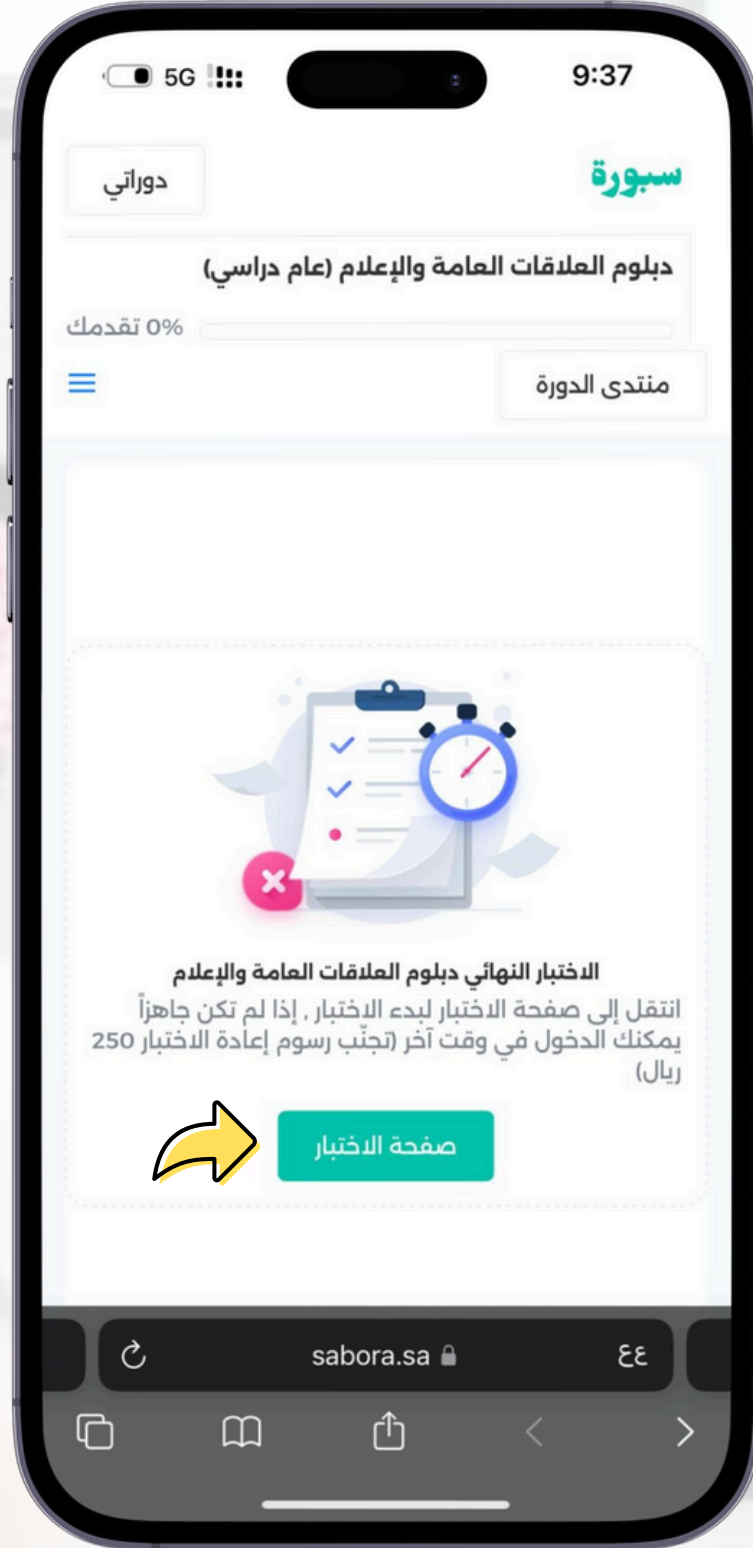 9:37
5G
سبورة
دوراتي
دبلوم العلاقات العامة والإعلام (عام دراسي)
0% تقدمك
منتدى الدورة
الاختبار النهائي دبلوم العلاقات العامة والإعلام
انتقل إلى صفحة الاختبار لبدء الاختبار , إذا لم تكن جاهزاً
يمكنك الدخول في وقت آخر (تجنّب رسوم إعادة الاختبار 250
ريال)
صفحة الاختبار
sabora.sa
عع